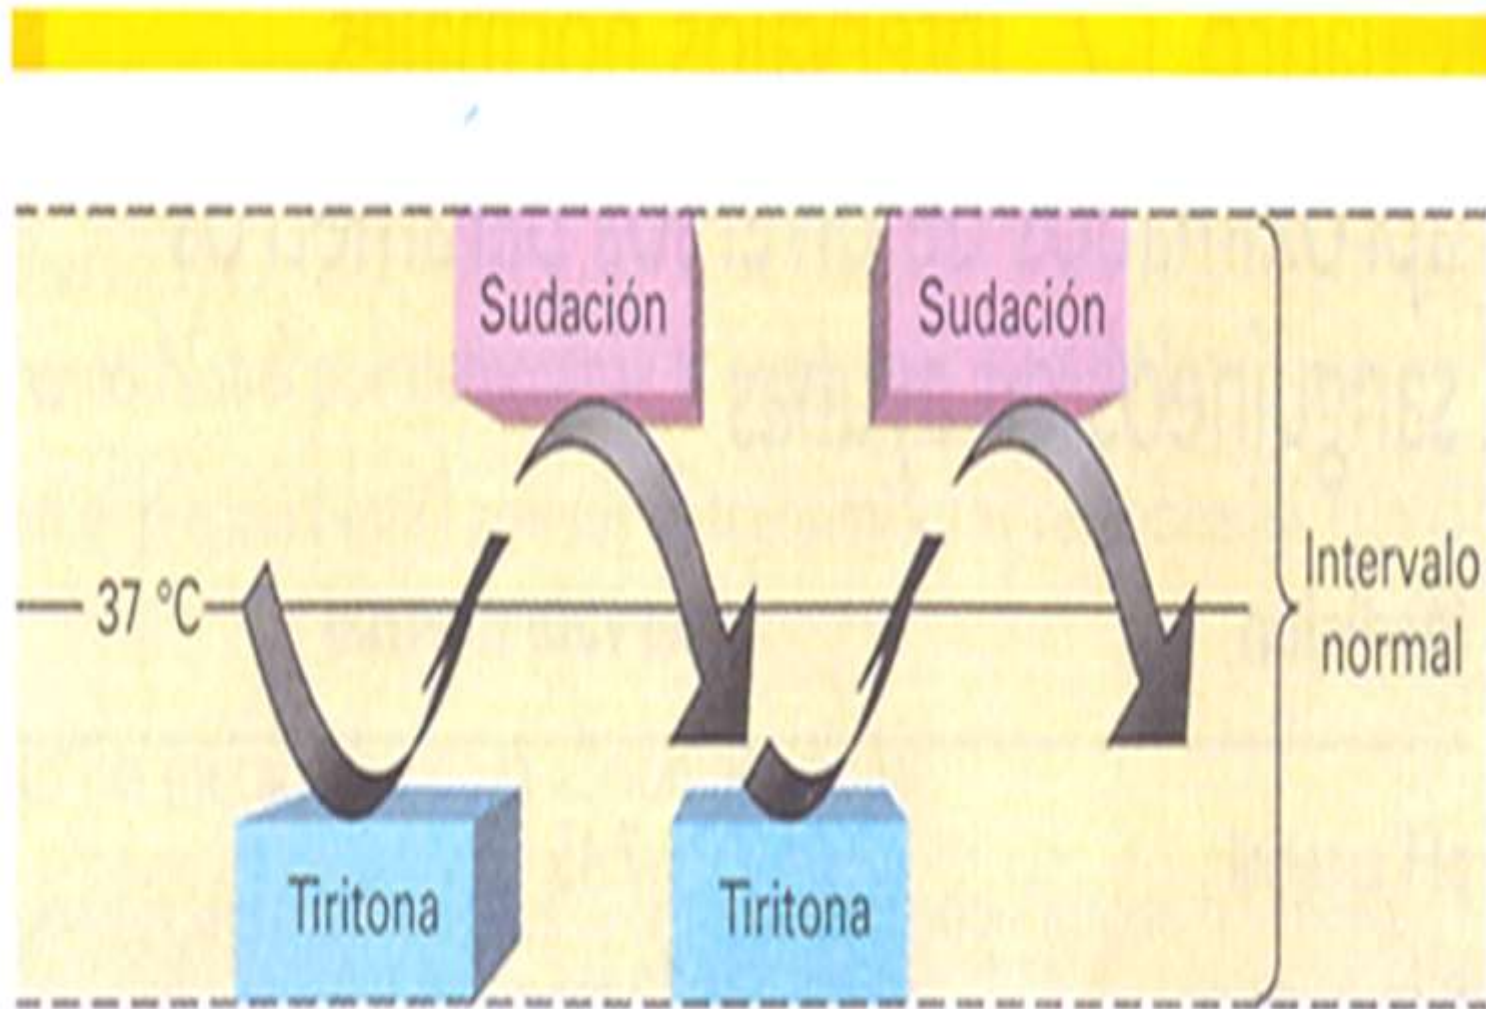 Sudación
Sudación
37 °C
Intervalo
normal
Tiritona
Tiritona